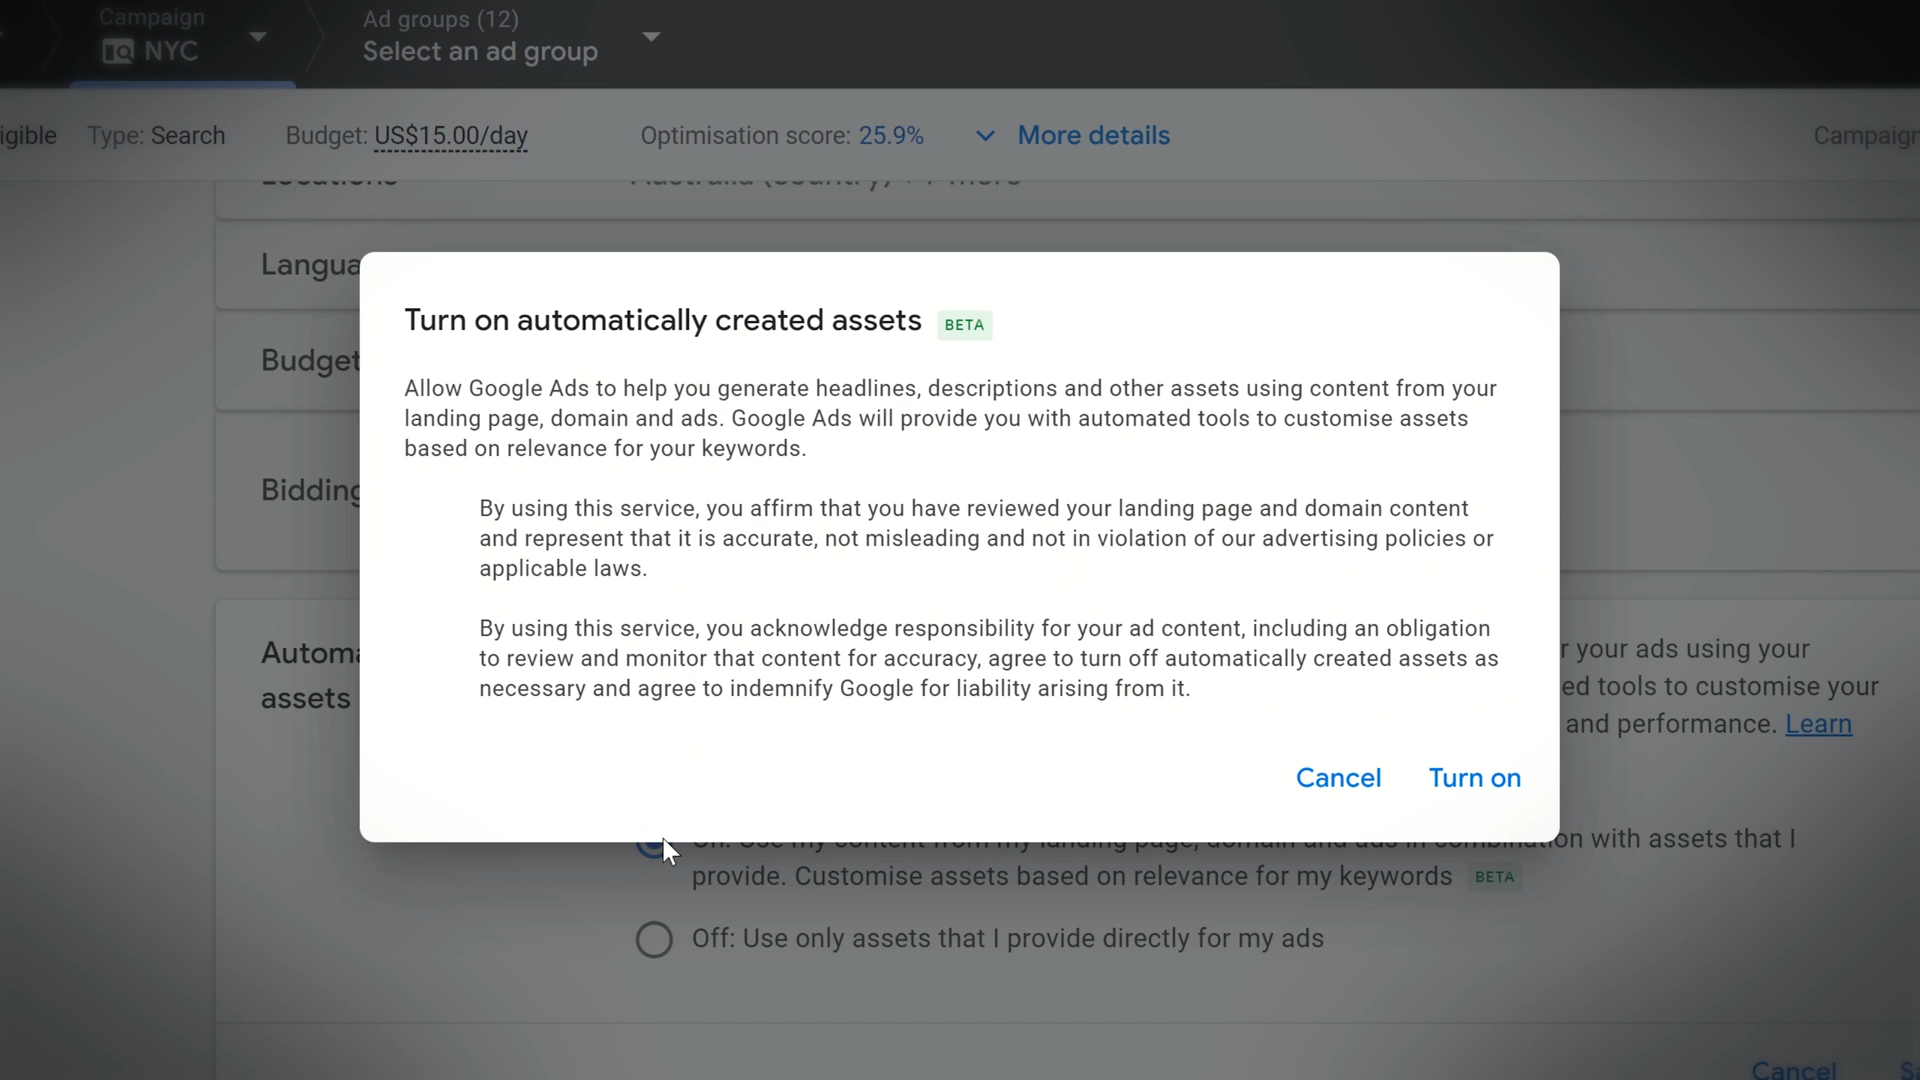 Campaign
NYC
Ad groups (12)
Select an ad group
igible
Type: Search
Budget: US$15.00/day
Optimisation score: 25.9%
More details
Campaign
Locations
Langua
Budget
Bidding
Turn on automatically created assets BETA
Allow Google Ads to help you generate headlines, descriptions and other assets using content from your
landing page, domain and ads. Google Ads will provide you with automated tools to customise assets
based on relevance for your keywords.
By using this service, you affirm that you have reviewed your landing page and domain content
and represent that it is accurate, not misleading and not in violation of our advertising policies or
applicable laws.
By using this service, you acknowledge responsibility for your ad content, including an obligation
to review and monitor that content for accuracy, agree to turn off automatically created assets as
necessary and agree to indemnify Google for liability arising from it.
Cancel
Turn on
Automa
assets
r your ads using your
ed tools to customise your
and performance. Learn
Use my content from my landing page, domain and ads in combination with assets that I
provide. Customise assets based on relevance for my keywords BETA
Off: Use only assets that I provide directly for my ads
Cancel